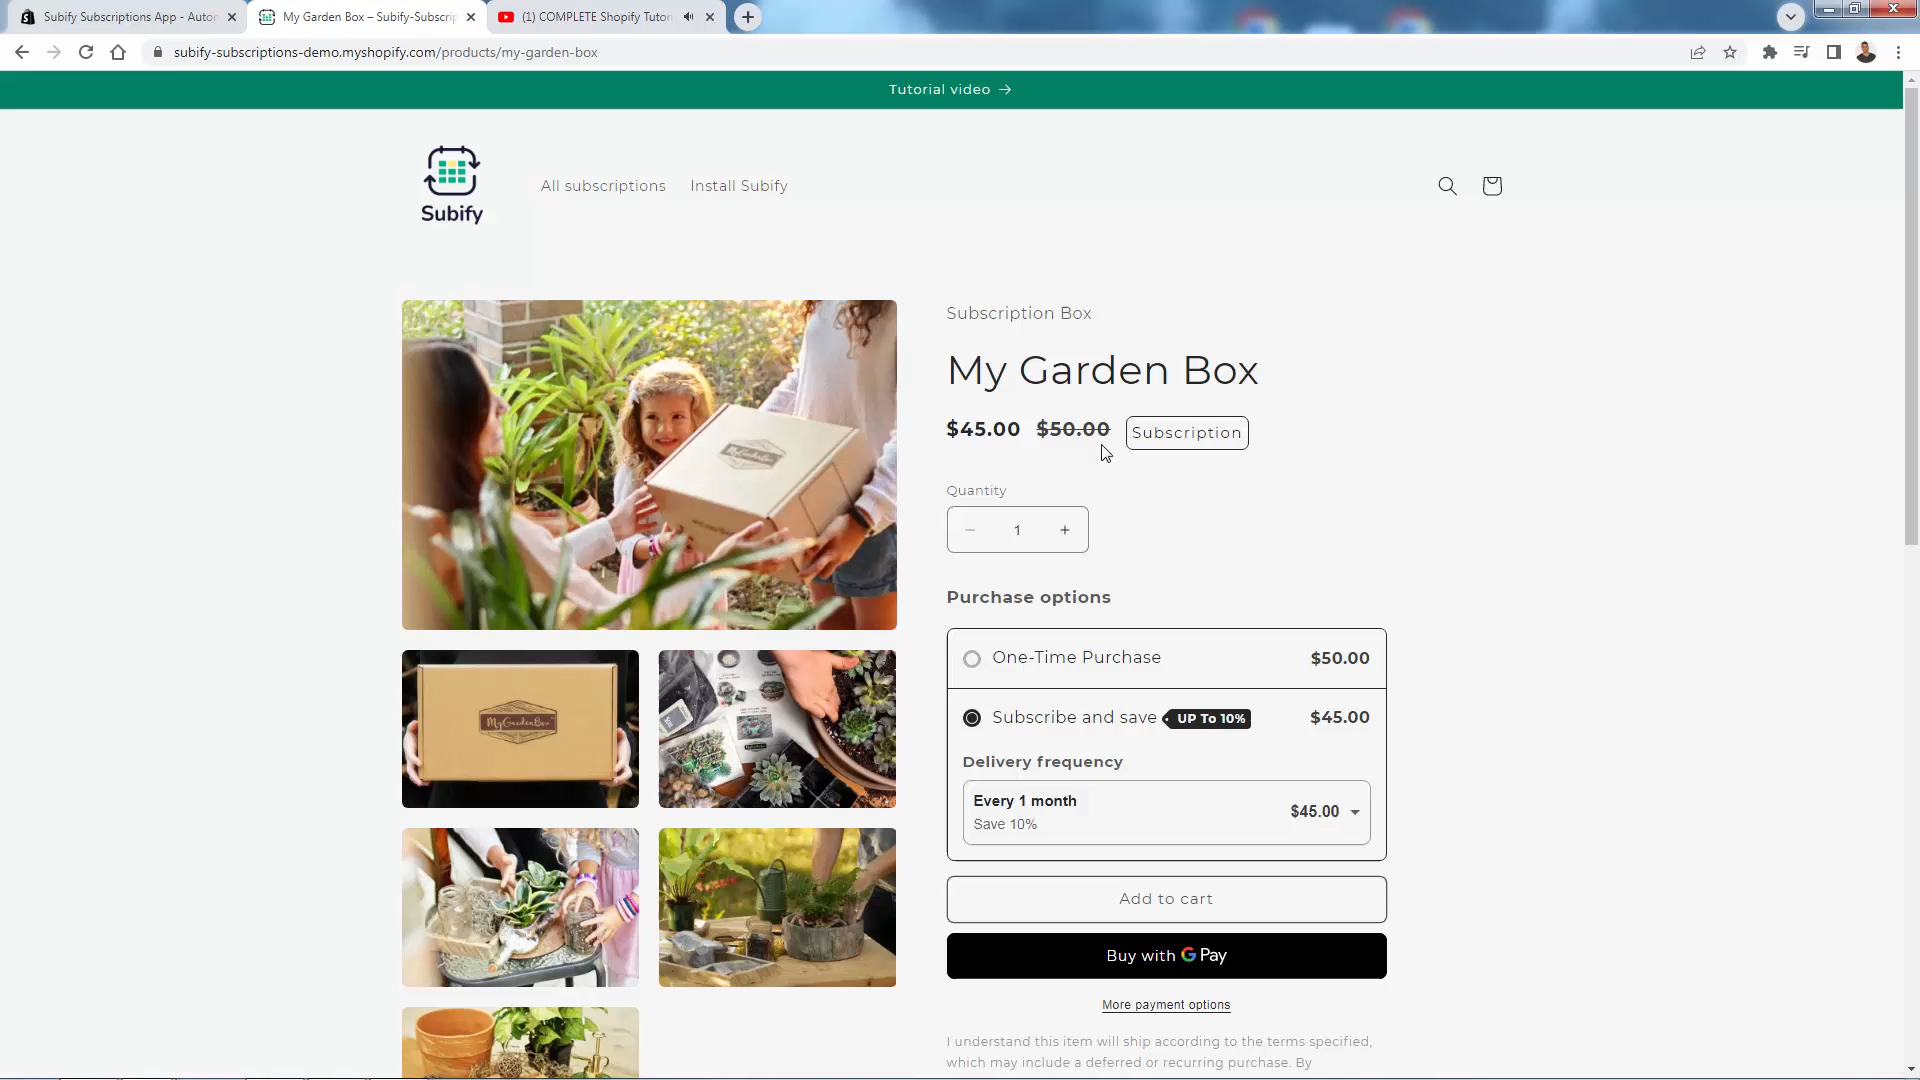 Subify Subscriptions App - Autor
My Garden Box – Subify-Subscrip
(1) COMPLETE Shopify Tutor
subify-subscriptions-demo.myshopify.com/products/my-garden-box
Tutorial video →
Subify
All subscriptions
Install Subify
Subscription Box
My Garden Box
$45.00 $50.00 Subscription
Quantity
− 1 +
Purchase options
One-Time Purchase $50.00
Subscribe and save UP To 10% $45.00
Delivery frequency
Every 1 month
Save 10%
$45.00
Add to cart
Buy with G Pay
More payment options
I understand this item will ship according to the terms specified,
which may include a deferred or recurring purchase. By
MyGardenBox
MyGardenBox